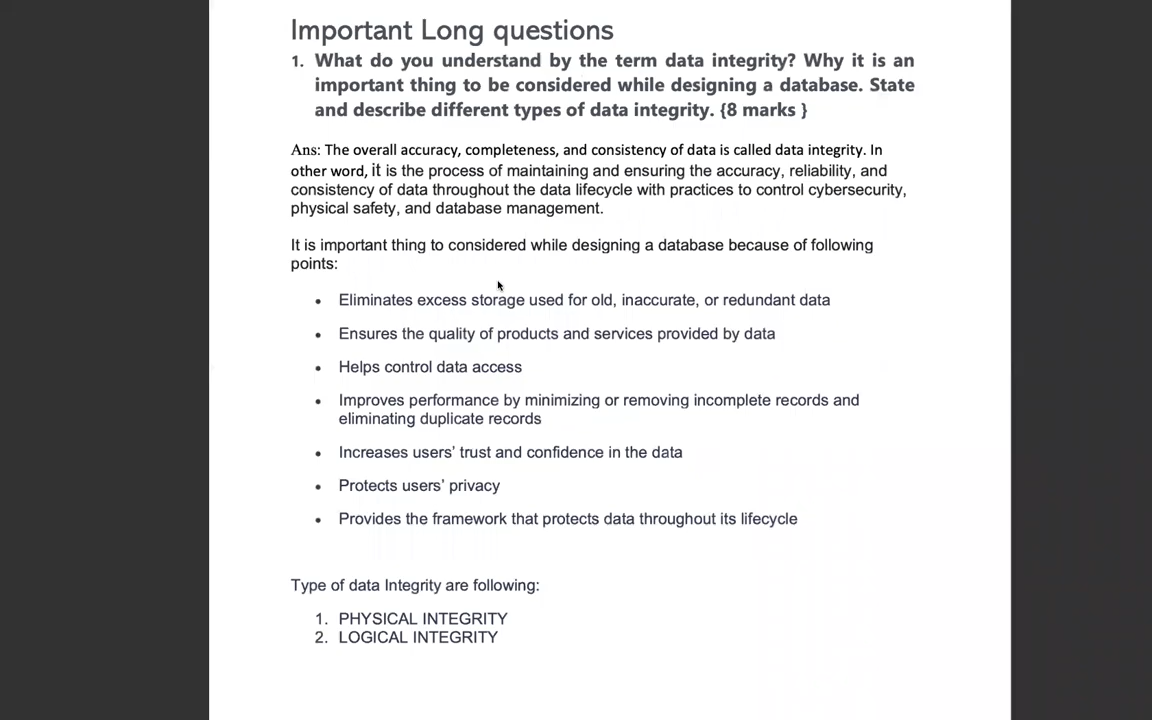 Important Long questions
1. What do you understand by the term data integrity? Why it is an
important thing to be considered while designing a database. State
and describe different types of data integrity. {8 marks }
Ans: The overall accuracy, completeness, and consistency of data is called data integrity. In
other word, it is the process of maintaining and ensuring the accuracy, reliability, and
consistency of data throughout the data lifecycle with practices to control cybersecurity,
physical safety, and database management.
It is important thing to considered while designing a database because of following
points:
• Eliminates excess storage used for old, inaccurate, or redundant data
• Ensures the quality of products and services provided by data
• Helps control data access
• Improves performance by minimizing or removing incomplete records and
eliminating duplicate records
• Increases users’ trust and confidence in the data
• Protects users’ privacy
• Provides the framework that protects data throughout its lifecycle
Type of data Integrity are following:
1. PHYSICAL INTEGRITY
2. LOGICAL INTEGRITY